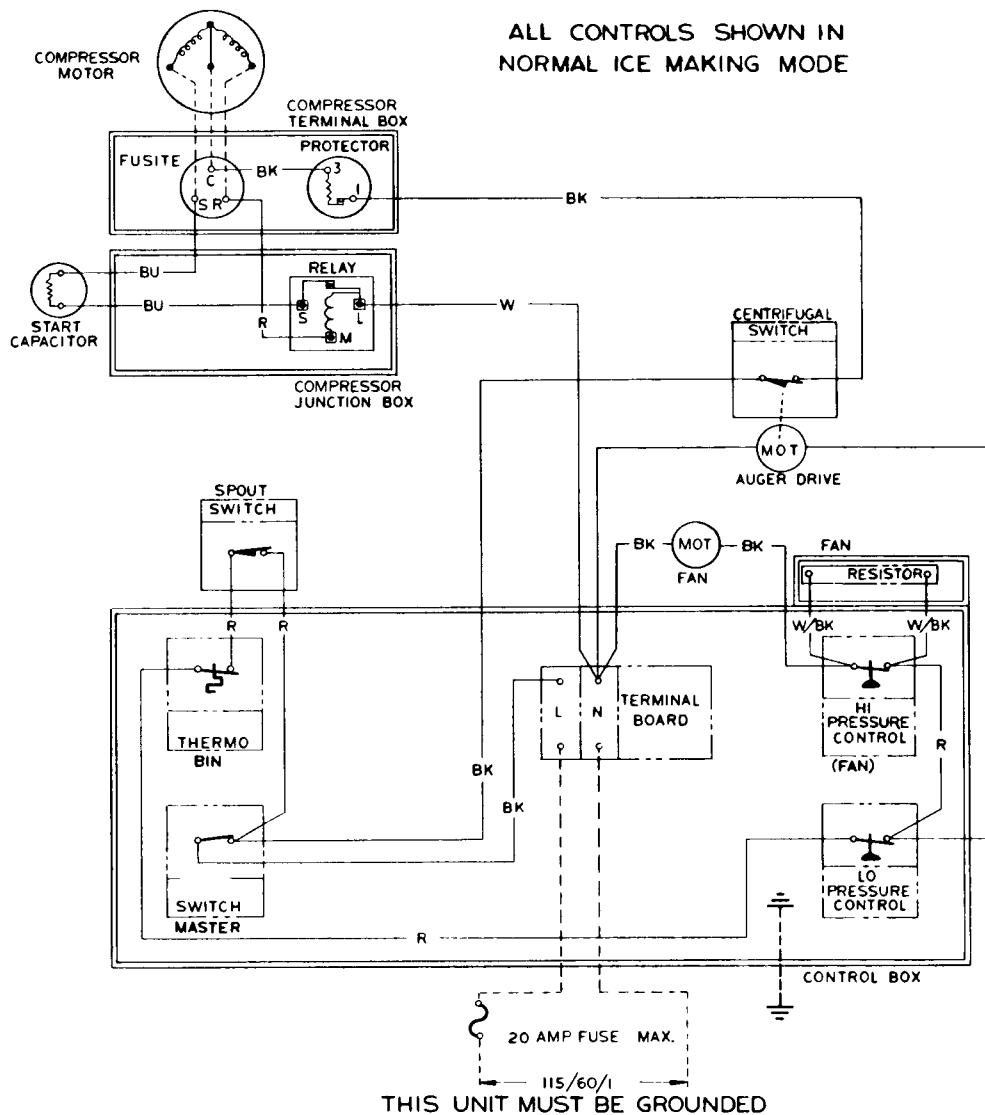 ALL CONTROLS SHOWN IN
NORMAL ICE MAKING MODE
COMPRESSOR
MOTOR
COMPRESSOR
TERMINAL BOX
PROTECTOR
FUSITE
C
BK
3
1
S R
BK
BU
BU
START
CAPACITOR
R
RELAY
S
L
M
W
COMPRESSOR
JUNCTION BOX
CENTRIFUGAL
SWITCH
MOT
AUGER DRIVE
SPOUT
SWITCH
BK
MOT
BK
FAN
FAN
RESISTOR
R
R
W/BK
W/BK
THERMO
BIN
L
N
TERMINAL
BOARD
HI
PRESSURE
CONTROL
(FAN)
R
BK
BK
SWITCH
MASTER
LO
PRESSURE
CONTROL
R
CONTROL BOX
20 AMP FUSE MAX.
115/60/1
THIS UNIT MUST BE GROUNDED